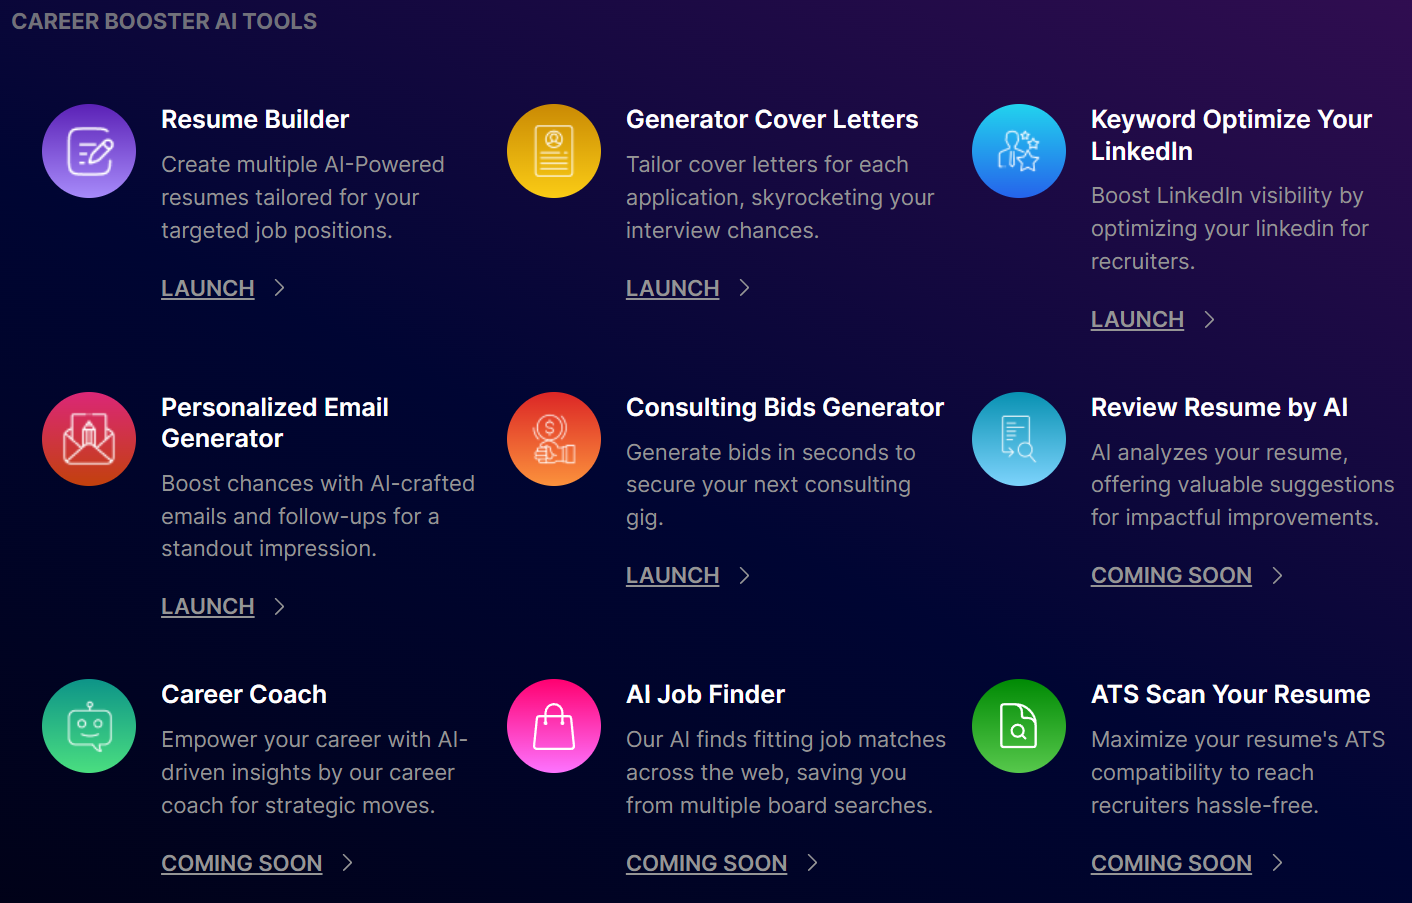 CAREER BOOSTER AI TOOLS
Resume Builder
Create multiple AI-Powered
resumes tailored for your
targeted job positions.
LAUNCH
Generator Cover Letters
Tailor cover letters for each
application, skyrocketing your
interview chances.
LAUNCH
Keyword Optimize Your
LinkedIn
Boost LinkedIn visibility by
optimizing your linkedin for
recruiters.
LAUNCH
Personalized Email
Generator
Boost chances with AI-crafted
emails and follow-ups for a
standout impression.
LAUNCH
Consulting Bids Generator
Generate bids in seconds to
secure your next consulting
gig.
LAUNCH
Review Resume by AI
AI analyzes your resume,
offering valuable suggestions
for impactful improvements.
COMING SOON
Career Coach
Empower your career with AI-
driven insights by our career
coach for strategic moves.
COMING SOON
AI Job Finder
Our AI finds fitting job matches
across the web, saving you
from multiple board searches.
COMING SOON
ATS Scan Your Resume
Maximize your resume's ATS
compatibility to reach
recruiters hassle-free.
COMING SOON